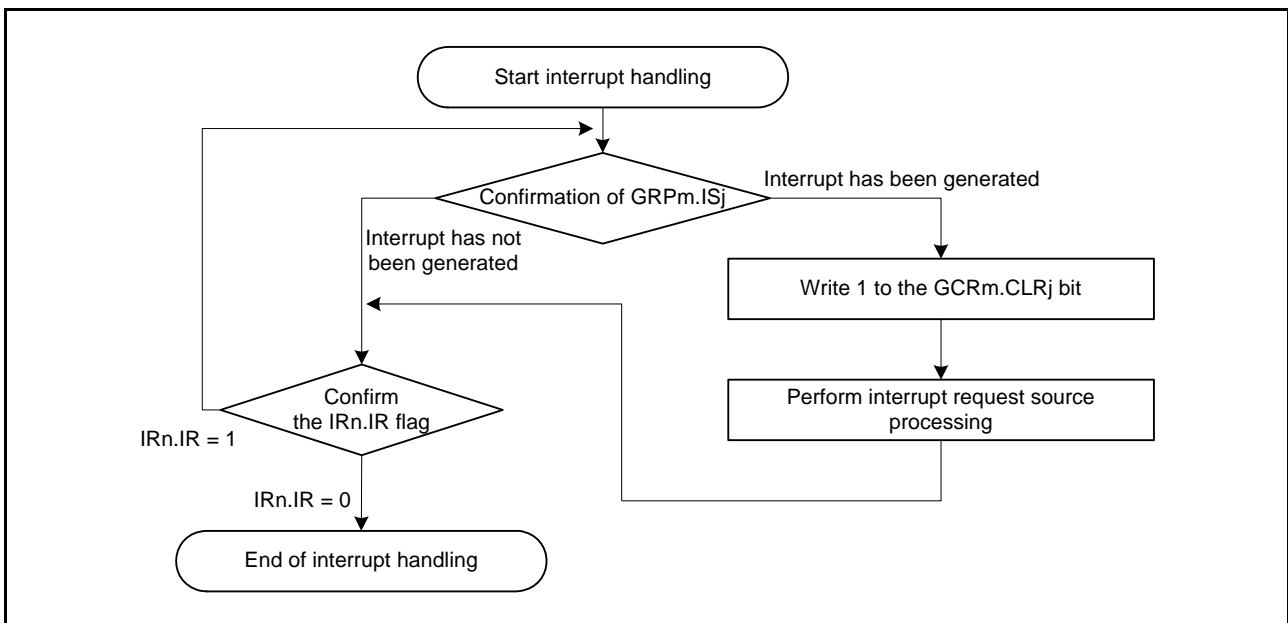 Start interrupt handling
Confirmation of GRPm.ISj
Interrupt has been generated
Interrupt has not
been generated
Write 1 to the GCRm.CLRj bit
Perform interrupt request source
processing
Confirm
the IRn.IR flag
IRn.IR = 1
IRn.IR = 0
End of interrupt handling